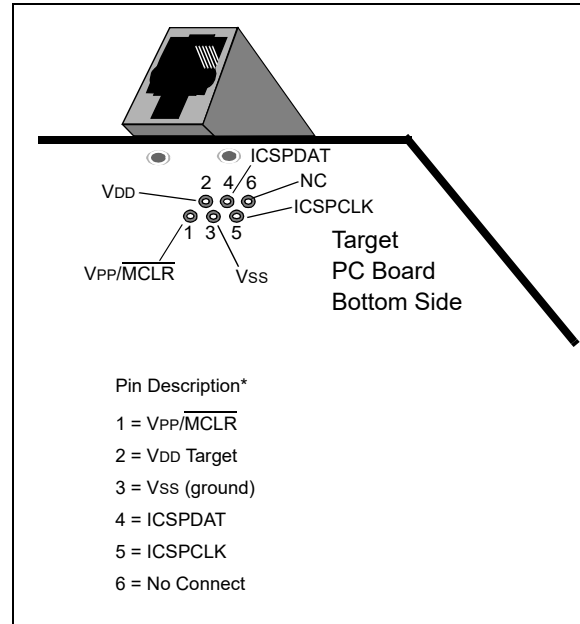 ICSPDAT
VDD
2 4 6
NC
ICSPCLK
1 3 5
VPP/MCLR
VSS
Target
PC Board
Bottom Side
Pin Description*
1 = VPP/MCLR
2 = VDD Target
3 = VSS (ground)
4 = ICSPDAT
5 = ICSPCLK
6 = No Connect